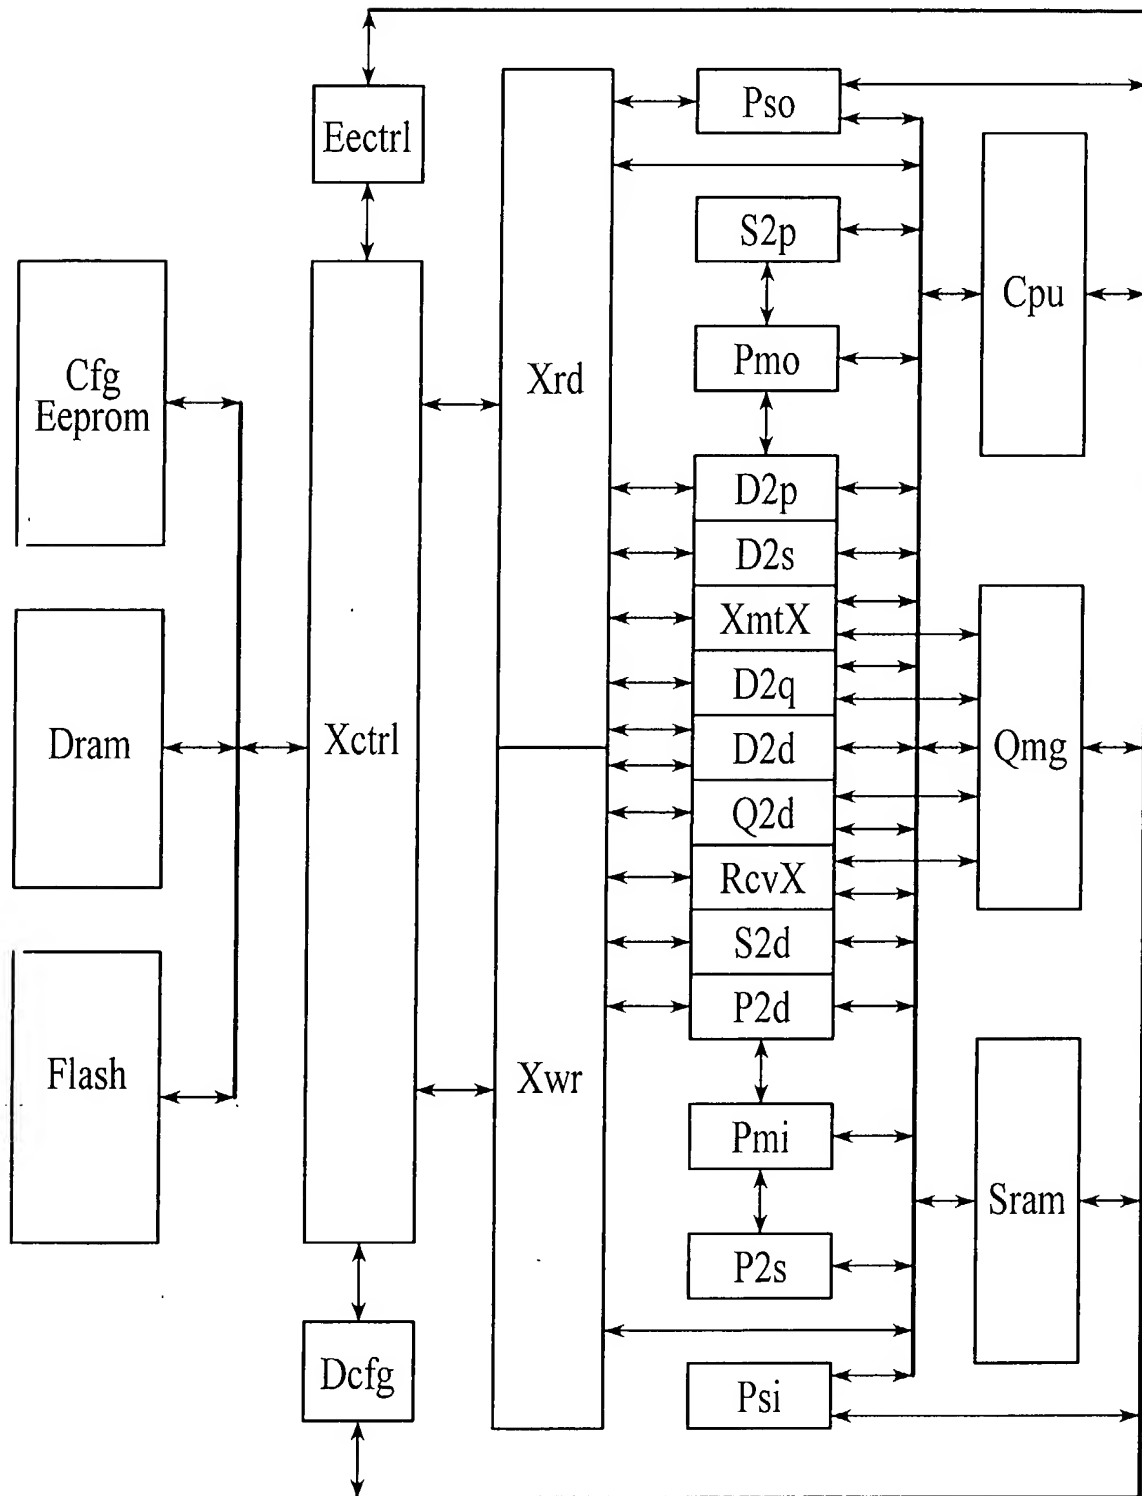 Eectrl
Pso
S2p
Cpu
Cfg
Eeprom
Xrd
Pmo
D2p
D2s
XmtX
D2q
Dram
Xctrl
D2d
Qmg
Q2d
RcvX
S2d
P2d
Flash
Xwr
Pmi
Sram
P2s
Dcfg
Psi